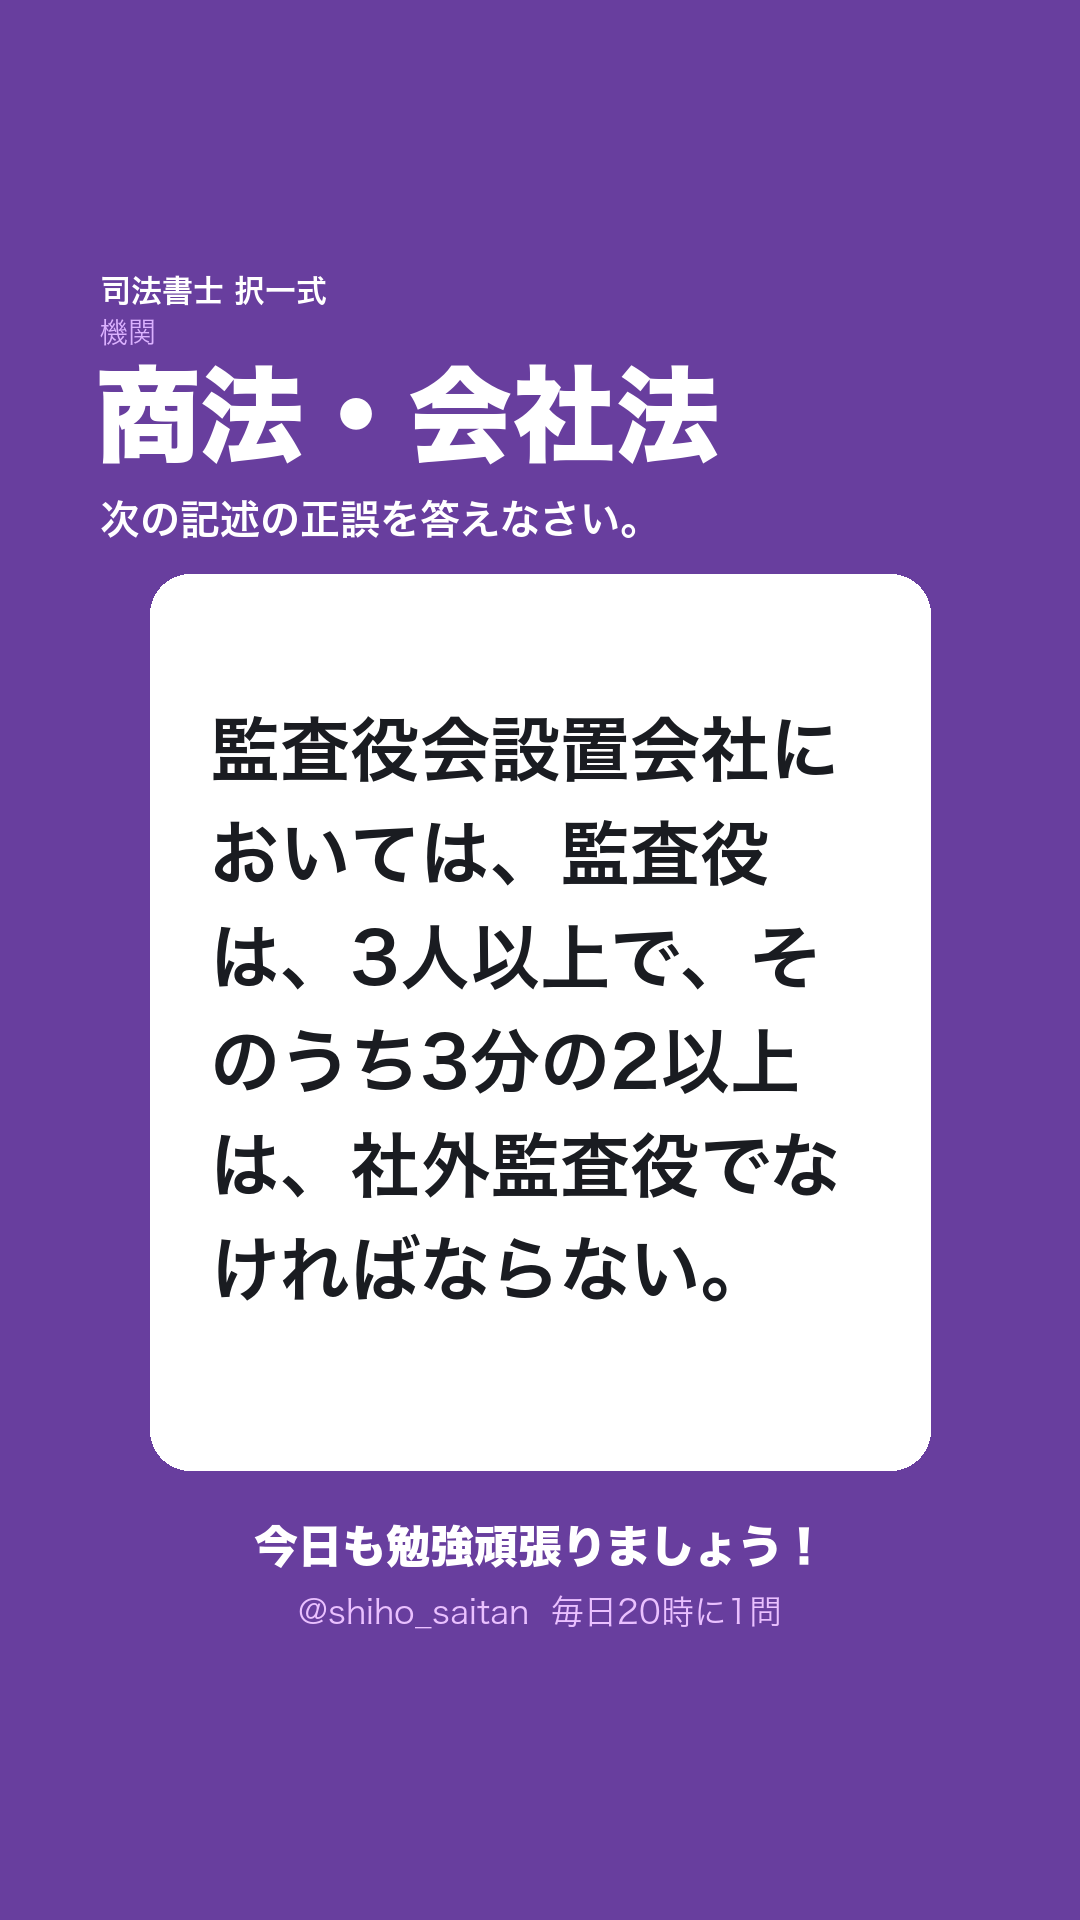 司法書士 択一式
機関
商法・会社法
次の記述の正誤を答えなさい。
監査役会設置会社に
おいては、監査役
は、3人以上で、そ
のうち3分の2以上
は、社外監査役でな
ければならない。
今日も勉強頑張りましょう！
@shiho_saitan 毎日20時に1問